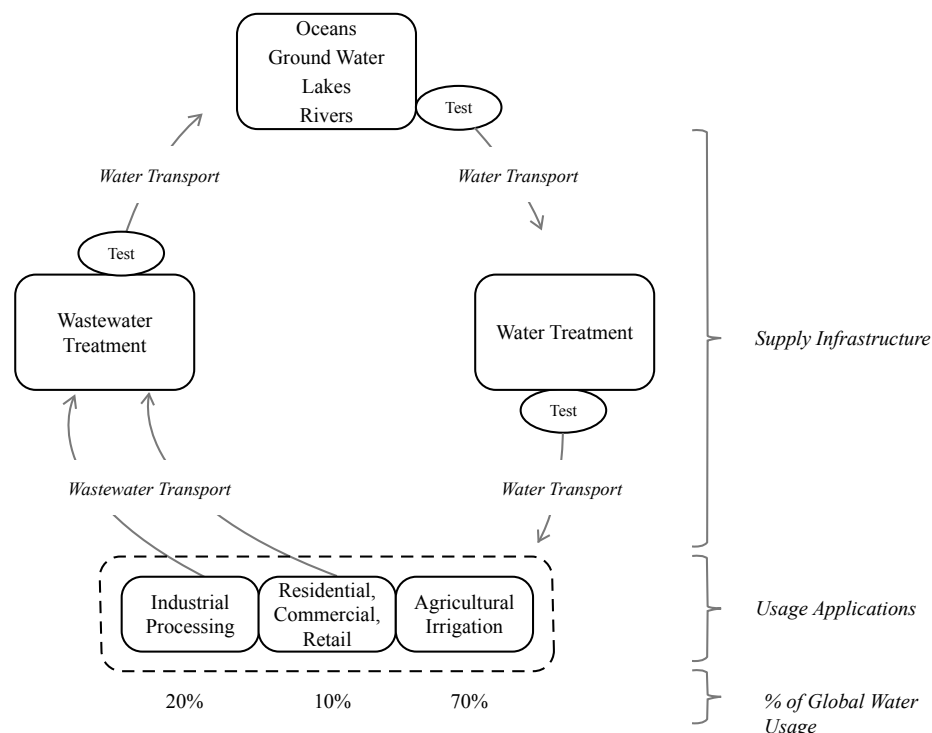 Oceans
Ground Water
Lakes
Rivers
Test
Water Transport
Water Transport
Test
Wastewater
Treatment
Water Treatment
Supply Infrastructure
Test
Wastewater Transport
Water Transport
Industrial
Processing
Residential,
Commercial,
Retail
Agricultural
Irrigation
Usage Applications
20%
10%
70%
% of Global Water
Usage